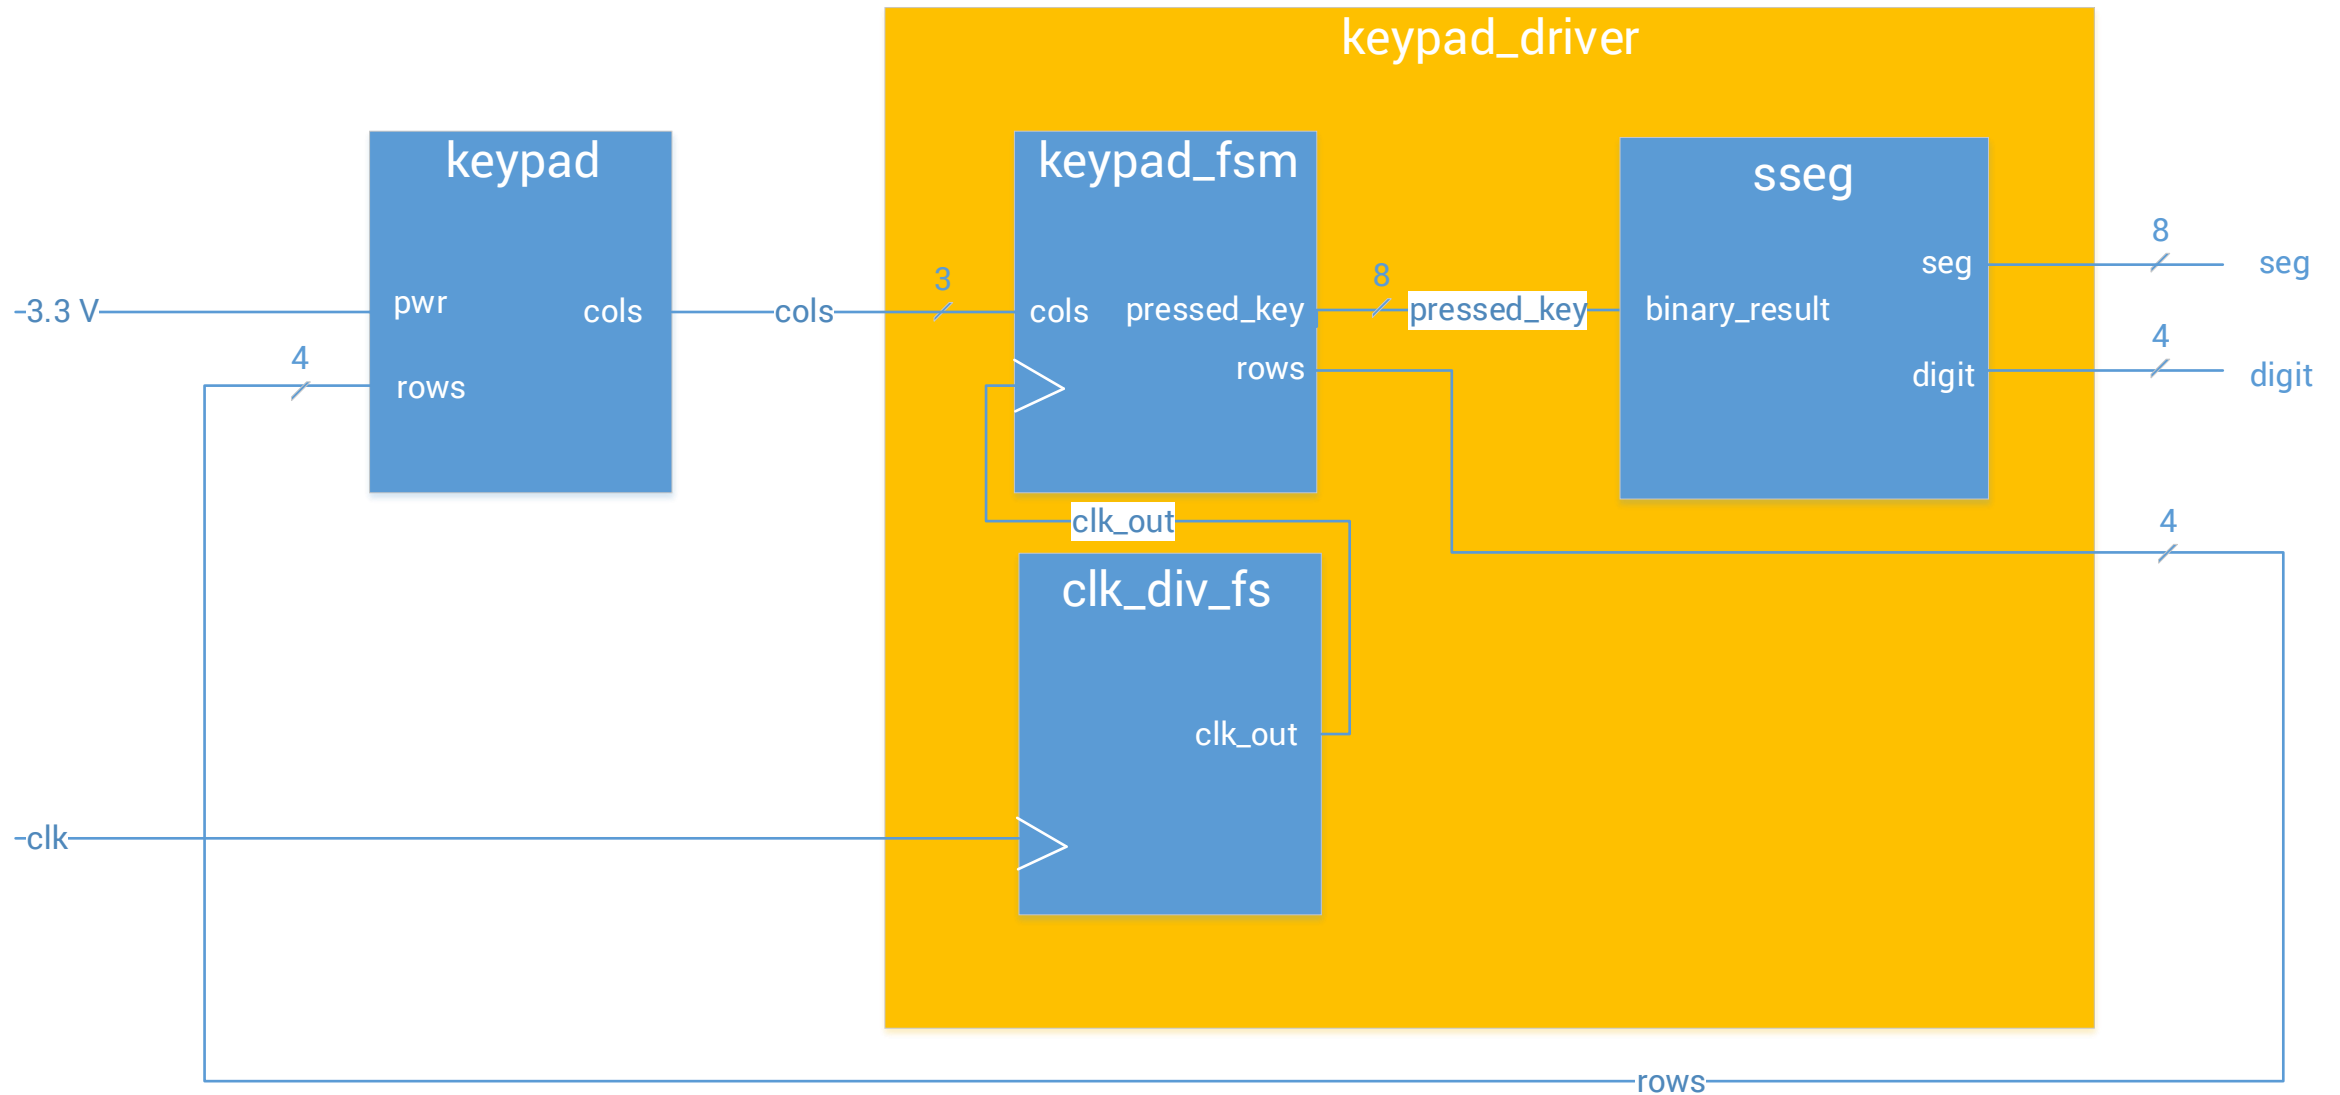 keypad_driver
keypad
keypad_fsm
sseg
8
seg
seg
3
8
3.3 V
pwr
cols
cols
cols
pressed_key
pressed_key
binary_result
4
4
rows
rows
digit
digit
clk_out
4
clk_div_fs
clk_out
clk
rows